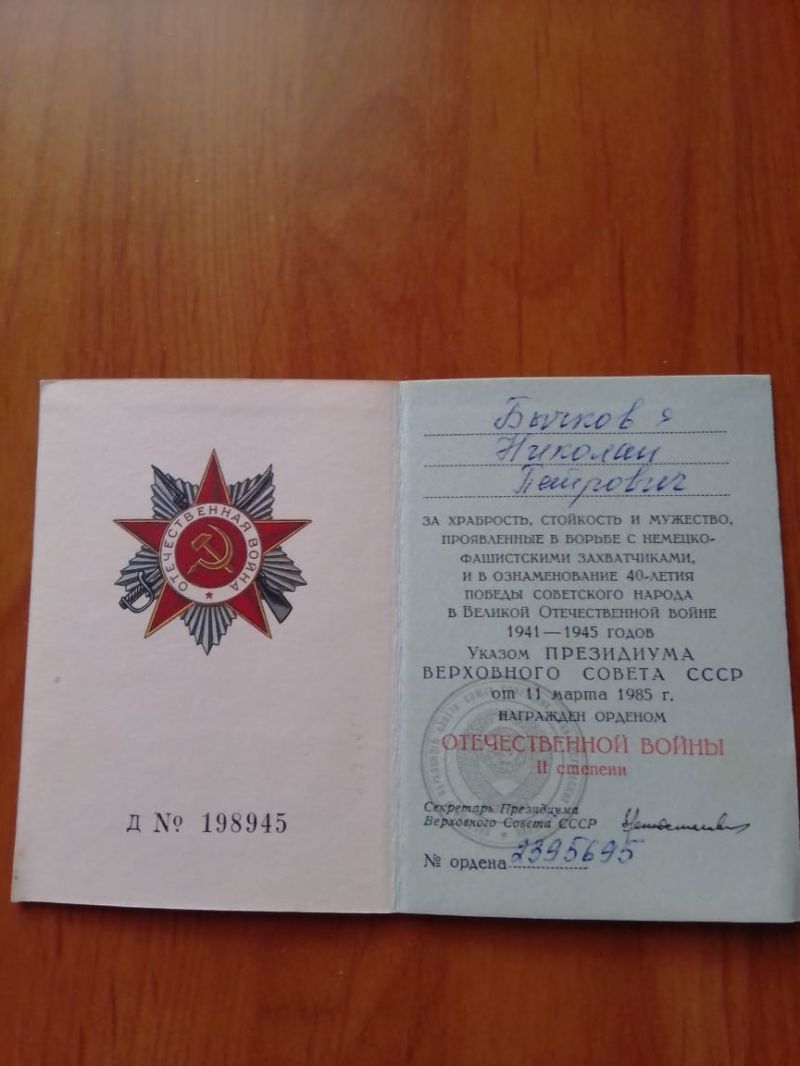 ОТЕЧЕСТВЕННАЯ ВОЙНА
Д № 198945
Бычков
Николай
Петрович
ЗА ХРАБРОСТЬ, СТОЙКОСТЬ И МУЖЕСТВО,
ПРОЯВЛЕННЫЕ В БОРЬБЕ С НЕМЕЦКО-
ФАШИСТСКИМИ ЗАХВАТЧИКАМИ,
И В ОЗНАМЕНОВАНИЕ 40-ЛЕТИЯ
ПОБЕДЫ СОВЕТСКОГО НАРОДА
В ВЕЛИКОЙ ОТЕЧЕСТВЕННОЙ ВОЙНЕ
1941—1945 ГОДОВ
УКАЗОМ ПРЕЗИДИУМА
ВЕРХОВНОГО СОВЕТА СССР
от 11 марта 1985 г.
НАГРАЖДЕН ОРДЕНОМ
ОТЕЧЕСТВЕННОЙ ВОЙНЫ
II степени
Секретарь Президиума
Верховного Совета СССР
№ ордена 2395695